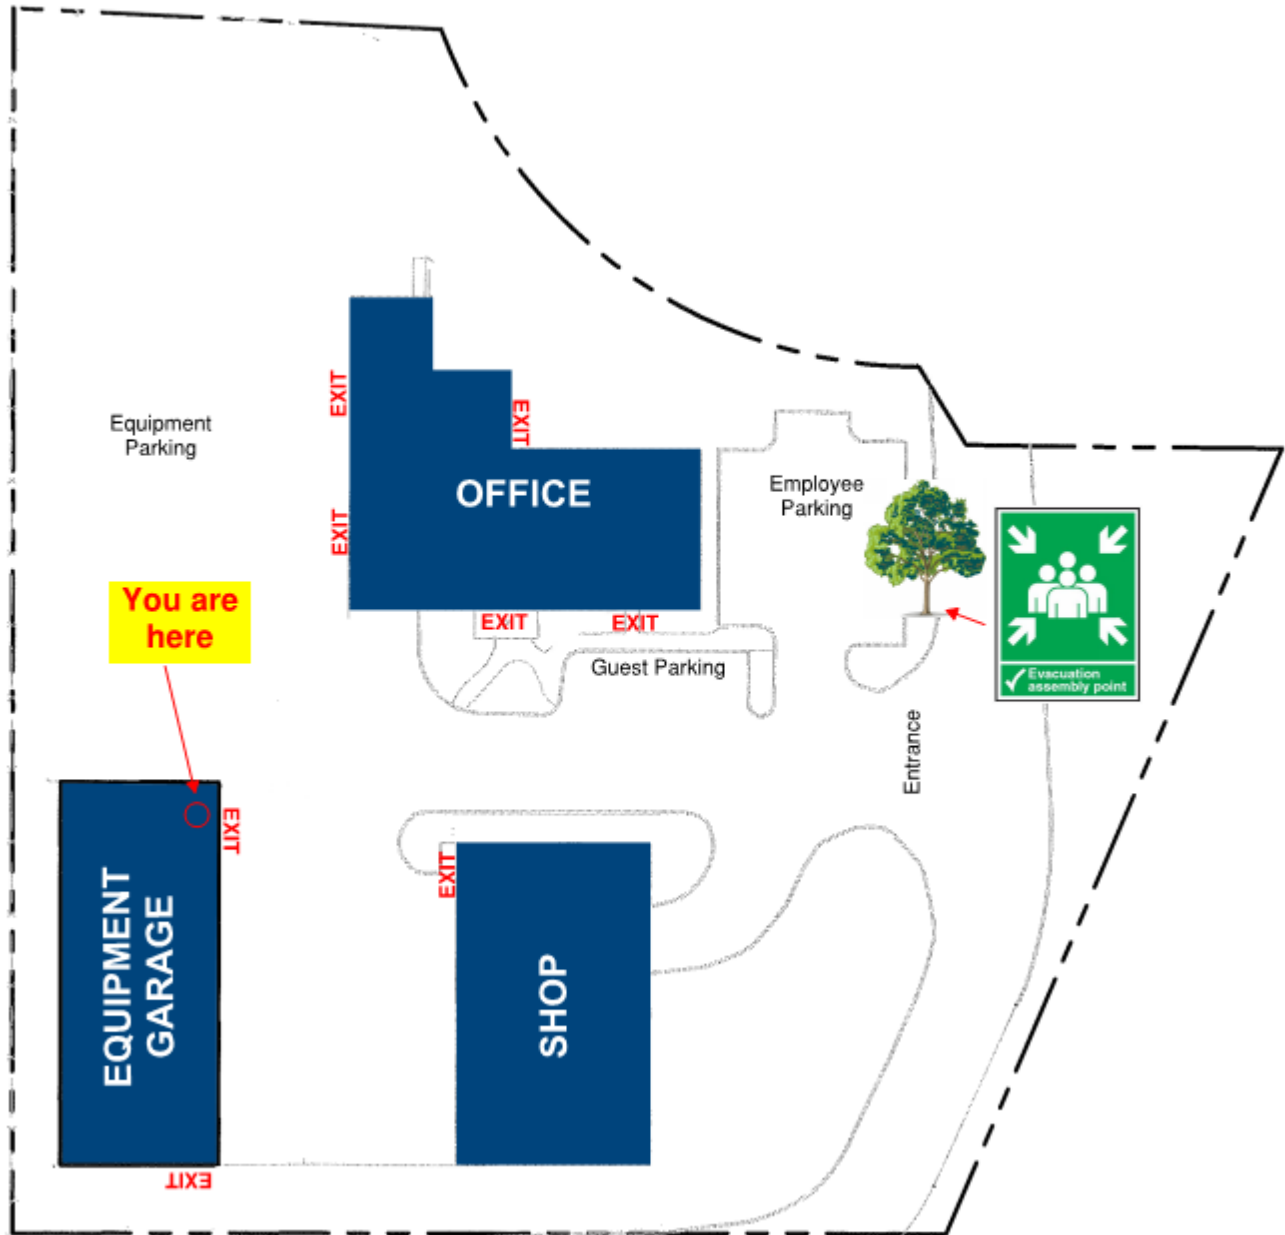 EXIT
EXIT
Equipment
Parking
OFFICE
Employee
Parking
EXIT
You are
here
EXIT
EXIT
Guest Parking
Evacuation
assembly point
Entrance
EXIT
EXIT
EQUIPMENT
GARAGE
SHOP
EXIT